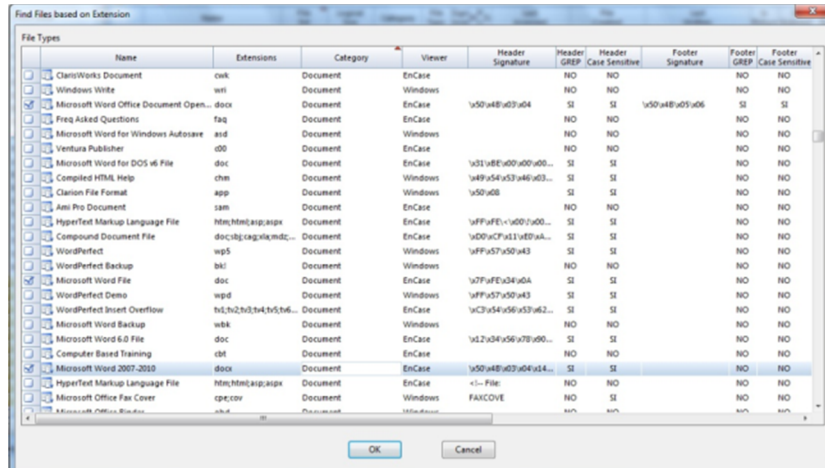 Find Files based on Extension
File Types
Name Extensions Category Viewer Header Signature Header GREP Header Case Sensitive Footer Signature Footer GREP Footer Case Sensitive
ClarisWorks Document cwk Document EnCase NO NO NO NO
Windows Write wri Document Windows NO NO NO NO
Microsoft Word Office Document Open... docx Document EnCase \x50\x4B\x03\x04 SI SI \x50\x4B\x05\x06 SI SI
Freq Asked Questions faq Document EnCase NO NO NO NO
Microsoft Word for Windows Autosave asd Document Windows NO NO NO NO
Ventura Publisher c00 Document EnCase NO NO NO NO
Microsoft Word for DOS v6 File doc Document EnCase \x31\xBE\x00\x00\x00... SI SI NO NO
Compiled HTML Help chm Document Windows \x49\x54\x53\x46\x03... SI SI NO NO
Clarion File Format app Document Windows \x50\x08 SI SI NO NO
Ami Pro Document sam Document EnCase NO NO NO NO
HyperText Markup Language File htm;html;asp;aspx Document EnCase SI SI NO NO
Compound Document File doc;sbj;cag;xla;mdz;... Document EnCase \xD0\xCF\x11\xE0\xA... SI SI NO NO
WordPerfect wp5 Document Windows \xFF\x57\x50\x43 SI SI NO NO
WordPerfect Backup bk! Document Windows NO NO NO NO
Microsoft Word File doc Document EnCase \x7F\xFE\x34\x0A SI SI NO NO
WordPerfect Demo wpd Document Windows \xFF\x57\x50\x43 SI SI NO NO
WordPerfect Insert Overflow tv1;tv2;tv3;tv4;tv5;tv6... Document EnCase \xC3\x54\x56\x53\x62... SI SI NO NO
Microsoft Word Backup wbk Document Windows NO NO NO NO
Microsoft Word 6.0 File doc Document EnCase \x12\x34\x56\x78\x90... SI SI NO NO
Computer Based Training cbt Document Windows NO NO NO NO
Microsoft Word 2007-2010 docx Document EnCase \x50\x4B\x03\x04\x14... SI SI NO NO
HyperText Markup Language File htm;html;asp;aspx Document EnCase <!-- File: NO NO NO NO
Microsoft Office Fax Cover cpe;cov Document Windows FAXCOVE NO SI NO NO
Microsoft Office Binder obd Document Windows NO NO NO NO
OK Cancel